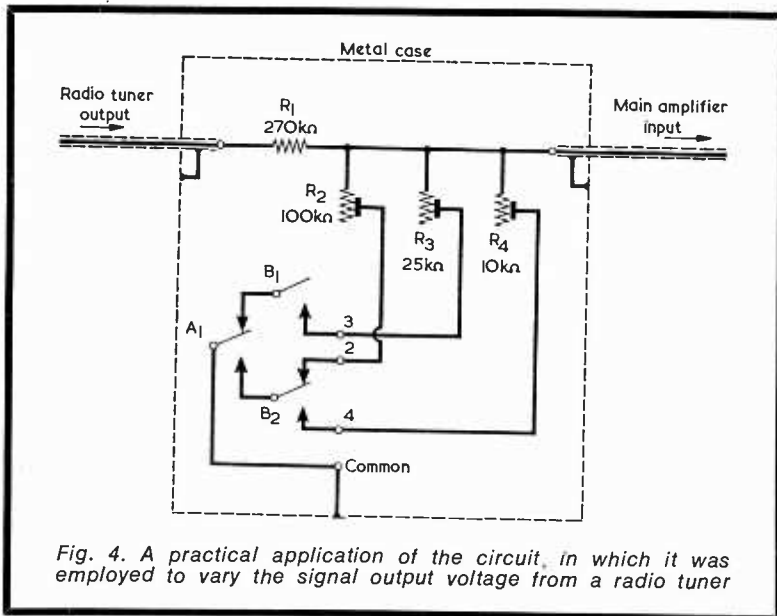 Metal case
Radio tuner
output
R1
270kΩ
Main amplifier
input
R2
100kΩ
R3
25kΩ
R4
10kΩ
B1
A1
3
2
B2
4
Common
Fig. 4. A practical application of the circuit, in which it was
employed to vary the signal output voltage from a radio tuner